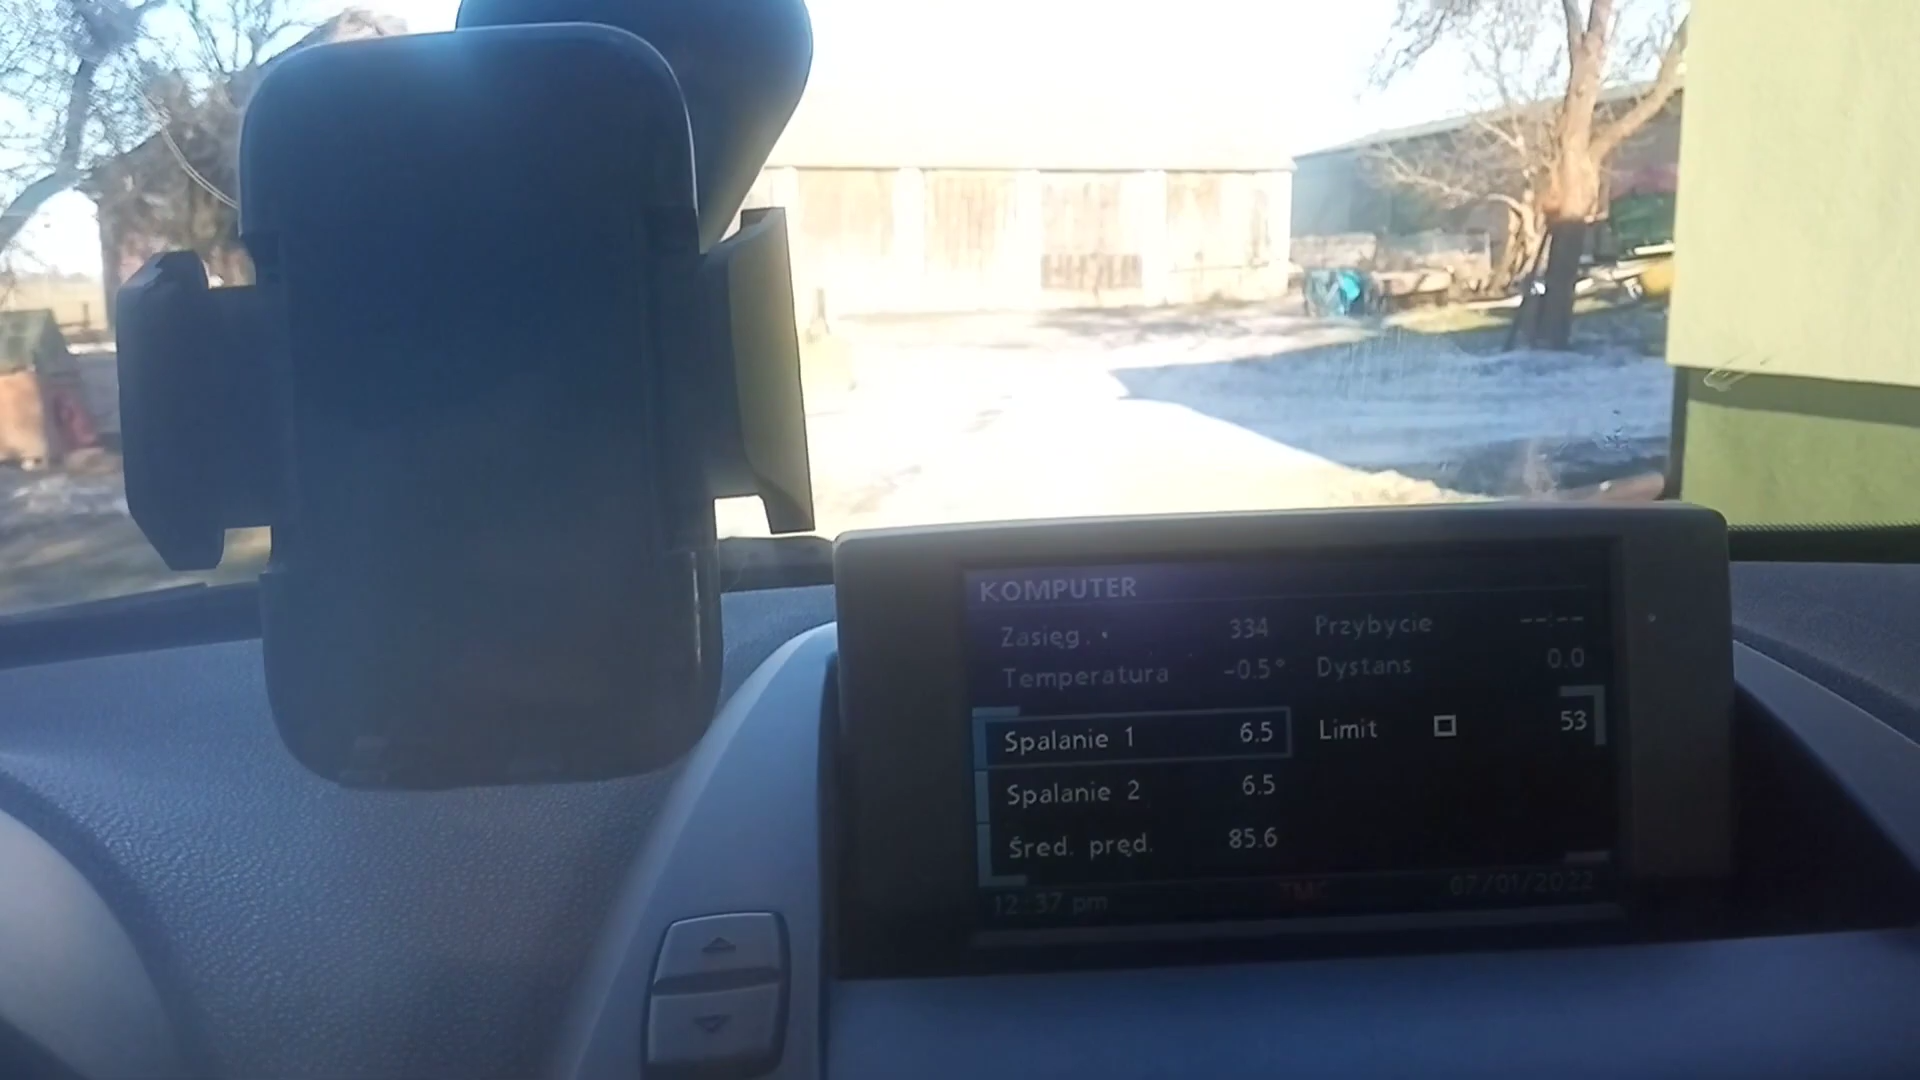 KOMPUTER
Zasięg. 334 Przybycie --:--
Temperatura -0.5° Dystans 0.0
Spalanie 1 6.5 Limit 53
Spalanie 2 6.5
Śred. pręd. 85.6
12:37 pm TMC 07/01/2022